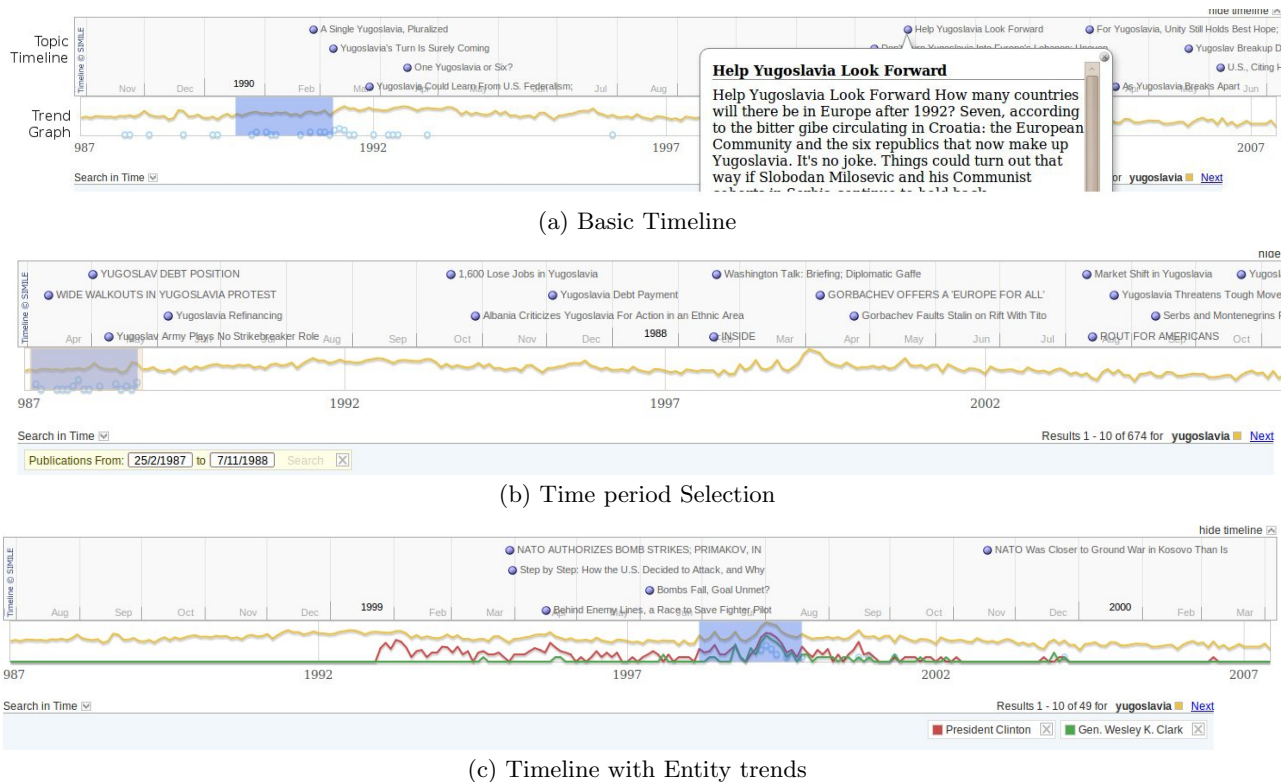 hide timeline
Topic Timeline
Timeline © SIMILE
A Single Yugoslavia, Pluralized
Help Yugoslavia Look Forward
For Yugoslavia, Unity Still Holds Best Hope;
Yugoslavia's Turn Is Surely Coming
Yugoslav Breakup D
One Yugoslavia or Six?
U.S., Citing H
Yugoslavia Could Learn From U.S. Federalism;
As Yugoslavia Breaks Apart
Nov Dec 1990 Feb Jul Aug Jun
Help Yugoslavia Look Forward
Help Yugoslavia Look Forward How many countries
will there be in Europe after 1992? Seven, according
to the bitter gibe circulating in Croatia: the European
Community and the six republics that now make up
Yugoslavia. It's no joke. Things could turn out that
way if Slobodan Milosevic and his Communist
Trend Graph
987 1992 1997 2007
Search in Time
or yugoslavia Next
(a) Basic Timeline
Timeline © SIMILE
YUGOSLAV DEBT POSITION
1,600 Lose Jobs in Yugoslavia
Washington Talk: Briefing; Diplomatic Gaffe
Market Shift in Yugoslavia
Yugosl
WIDE WALKOUTS IN YUGOSLAVIA PROTEST
Yugoslavia Debt Payment
GORBACHEV OFFERS A 'EUROPE FOR ALL'
Yugoslavia Threatens Tough Move
Yugoslavia Refinancing
Albania Criticizes Yugoslavia For Action in an Ethnic Area
Gorbachev Faults Stalin on Rift With Tito
Serbs and Montenegrins F
Yugoslav Army Plays No Strikebreaker Role
INSIDE
ROUT FOR AMERICANS
Apr Aug Oct Nov Dec 1988 Mar Apr May Jun Jul Sep Oct
987 1992 1997 2002
Search in Time
Results 1 - 10 of 674 for yugoslavia Next
Publications From: 25/2/1987 to 7/11/1988 Search
(b) Time period Selection
hide timeline
Timeline © SIMILE
NATO AUTHORIZES BOMB STRIKES; PRIMAKOV, IN
NATO Was Closer to Ground War in Kosovo Than Is
Step by Step: How the U.S. Decided to Attack, and Why
Bombs Fall, Goal Unmet?
Behind Enemy Lines, a Race to Save Fighter Pilot
Aug Sep Oct Nov Dec 1999 Feb Mar Aug Sep Oct Nov Dec 2000 Feb Mar
987 1992 1997 2002 2007
Search in Time
Results 1 - 10 of 49 for yugoslavia Next
President Clinton Gen. Wesley K. Clark
(c) Timeline with Entity trends